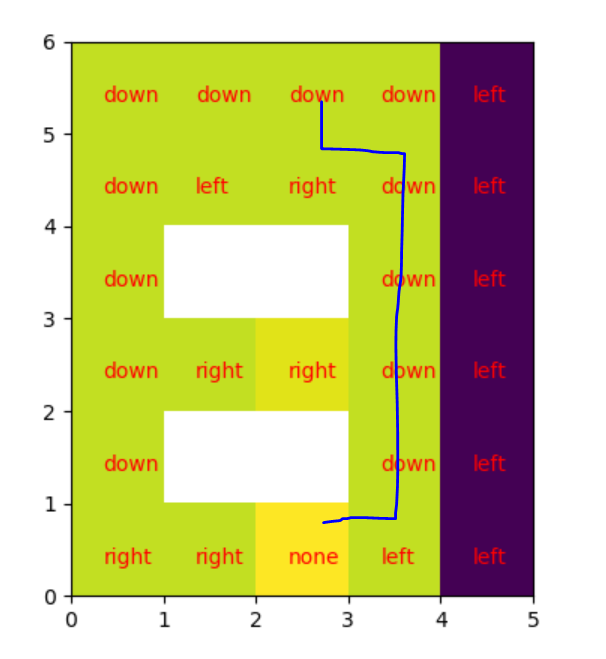 6
down down down down left
5
down left right down left
4
down down left
3
down right right down left
2
down down left
1
right right none left left
0
0 1 2 3 4 5